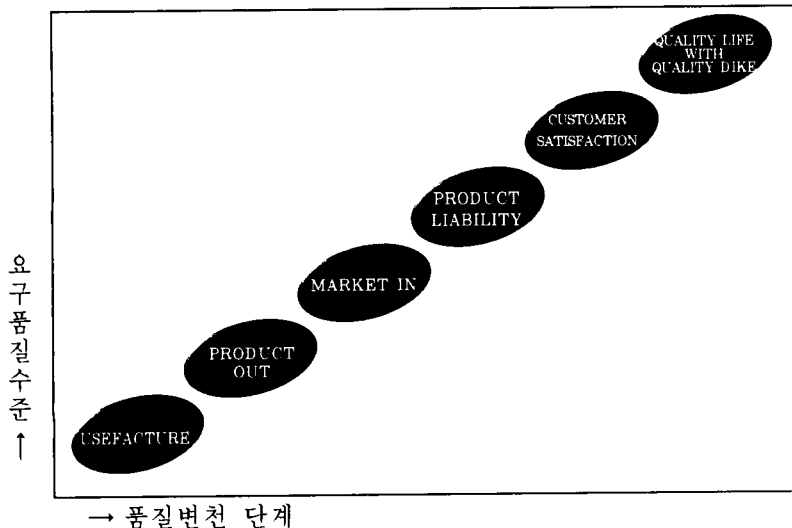 QUALITY LIFE
WITH
QUALITY DIKE
CUSTOMER
SATISFACTION
PRODUCT
LIABILITY
MARKET IN
PRODUCT
OUT
USEFACTURE
요구품질수준 →
→ 품질변천 단계